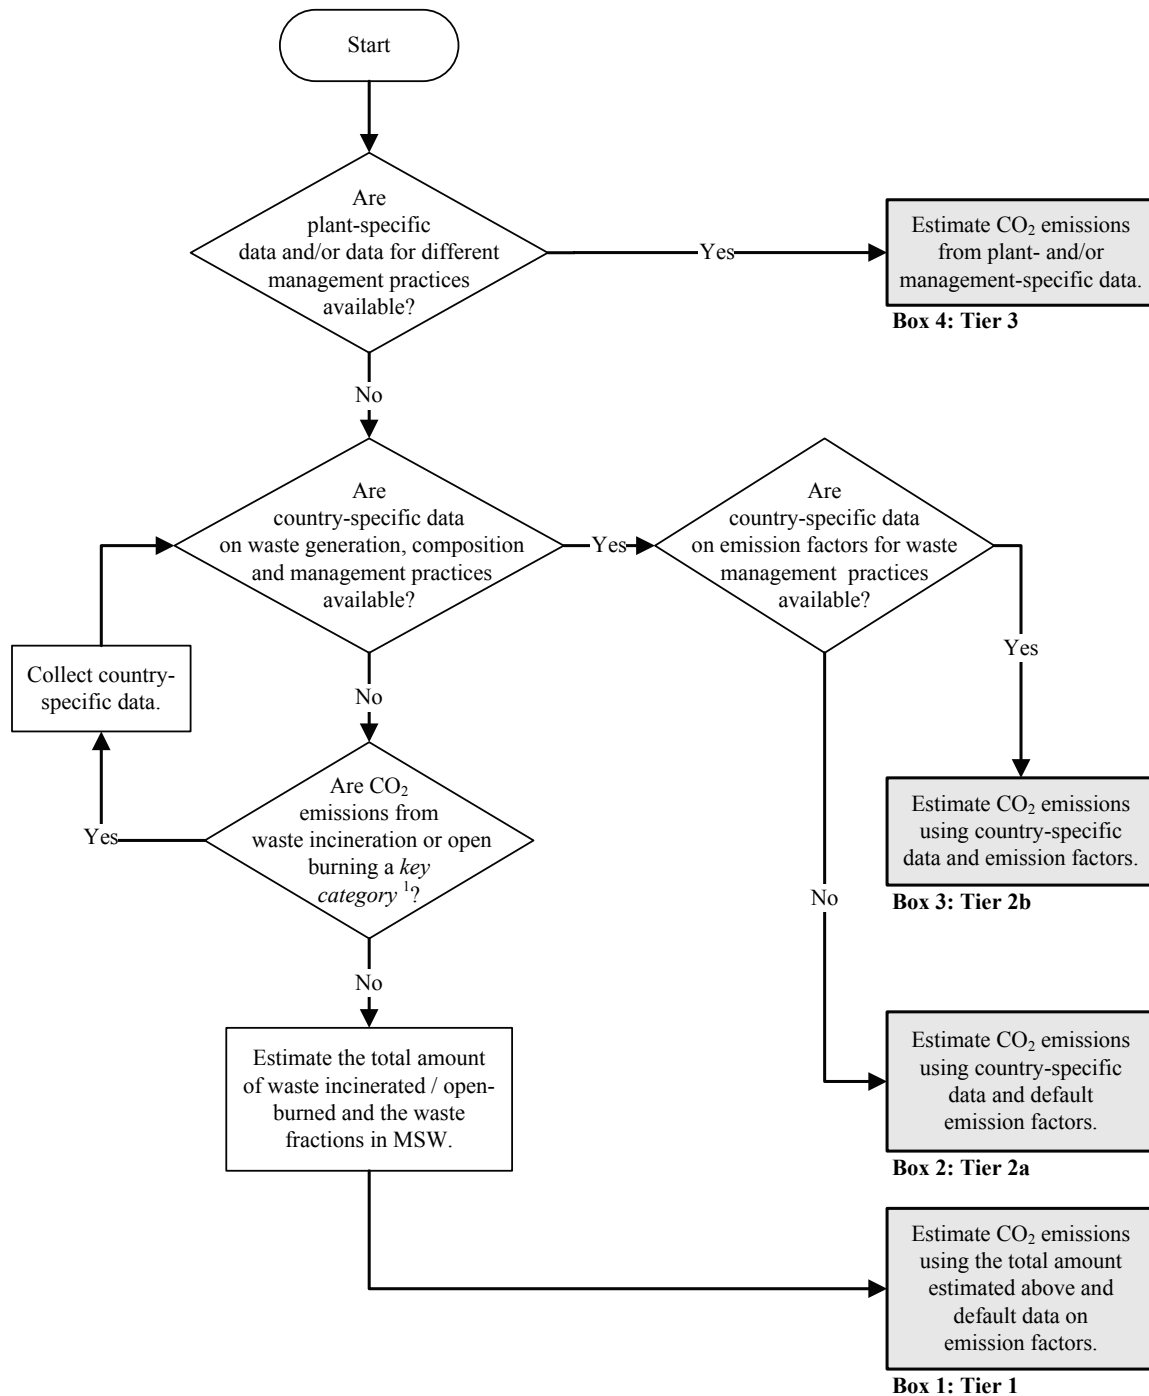 Start
Are
plant-specific
data and/or data for different
management practices
available?
Yes
Estimate CO₂ emissions
from plant- and/or
management-specific data.
Box 4: Tier 3
No
Are
country-specific data
on waste generation, composition
and management practices
available?
Yes
Are
country-specific data
on emission factors for waste
management practices
available?
Yes
Collect country-
specific data.
No
Are CO₂
emissions from
waste incineration or open
burning a key
category ¹?
Yes
Estimate CO₂ emissions
using country-specific
data and emission factors.
Box 3: Tier 2b
No
No
Estimate the total amount
of waste incinerated / open-
burned and the waste
fractions in MSW.
Estimate CO₂ emissions
using country-specific
data and default
emission factors.
Box 2: Tier 2a
Estimate CO₂ emissions
using the total amount
estimated above and
default data on
emission factors.
Box 1: Tier 1